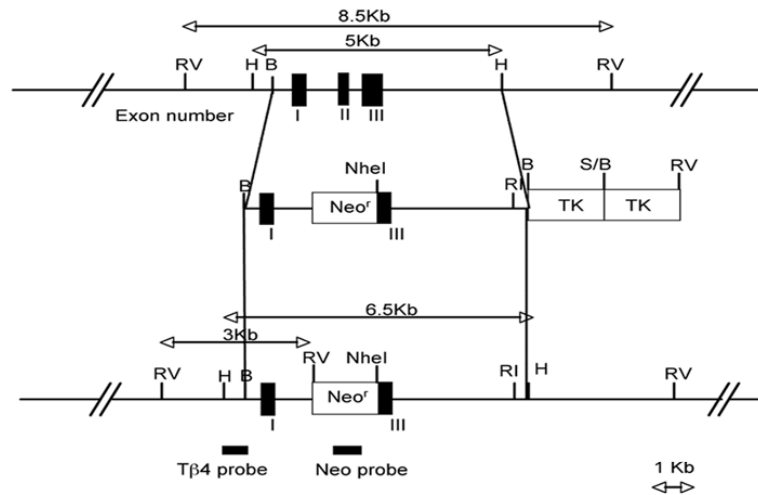 8.5Kb
5Kb
RV H B H RV
Exon number I II III
B NheI RI B S/B RV
Neoʳ TK TK
I III
6.5Kb
3Kb
RV H B RV NheI RI H RV
Neoʳ
I III
Tβ4 probe Neo probe
1 Kb